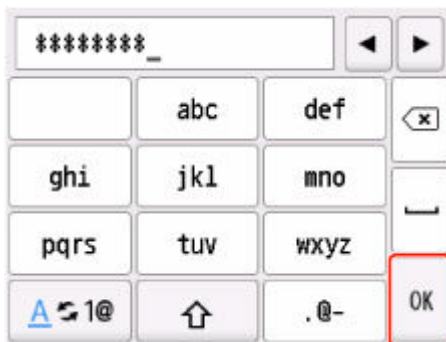 ********_
abc def
ghi jkl mno
pqrs tuv wxyz
A 1@ .@- OK